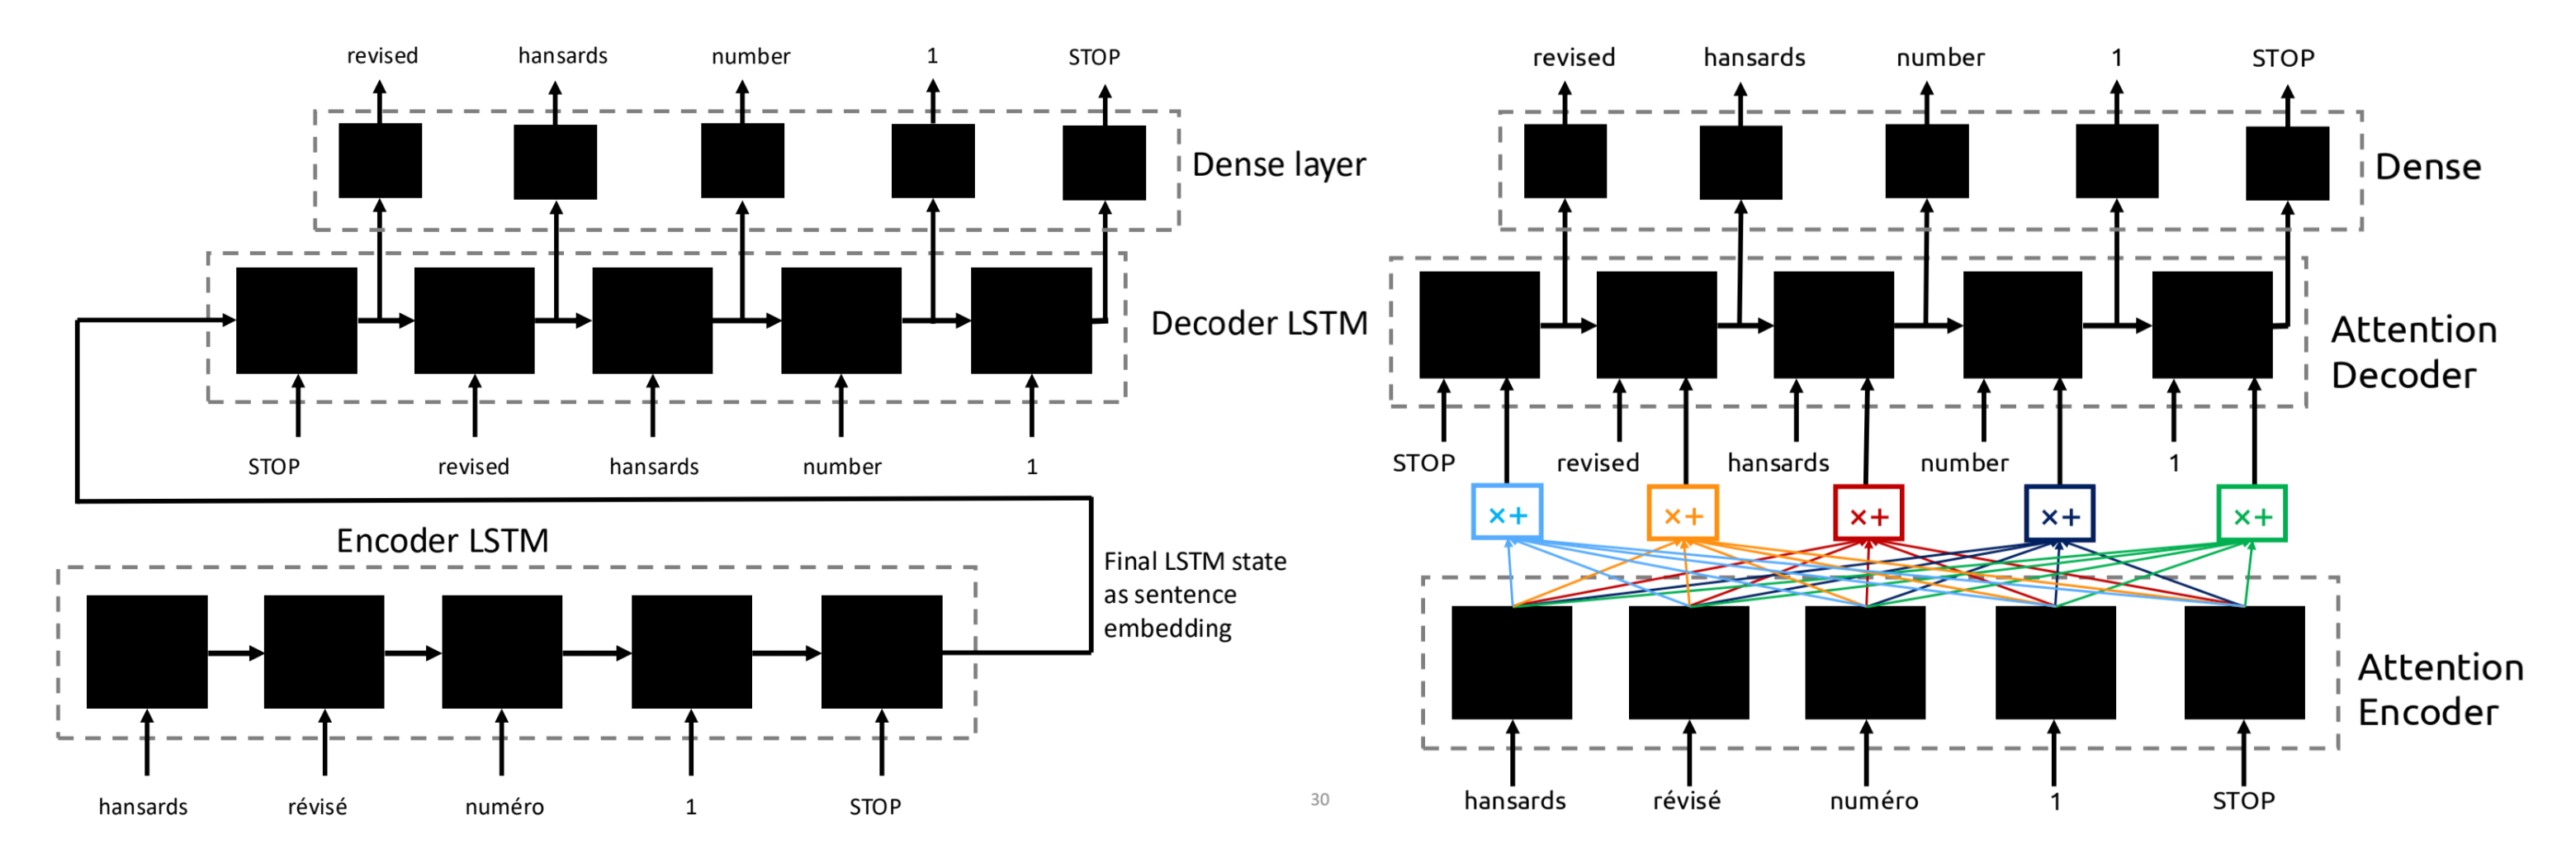 revised hansards number 1 STOP
Dense layer
Decoder LSTM
STOP revised hansards number 1
Encoder LSTM
Final LSTM state
as sentence
embedding
hansards révisé numéro 1 STOP
30
revised hansards number 1 STOP
Dense
Attention
Decoder
STOP revised hansards number 1
×+ ×+ ×+ ×+ ×+
Attention
Encoder
hansards révisé numéro 1 STOP